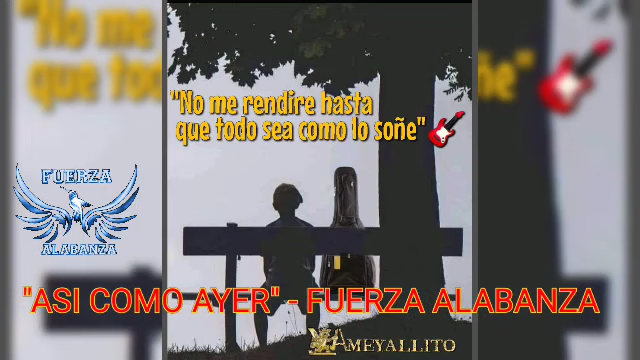 "No me rendire hasta
que todo sea como lo soñe"
FUERZA
ALABANZA
"ASI COMO AYER" - FUERZA ALABANZA
AMEYALLITO